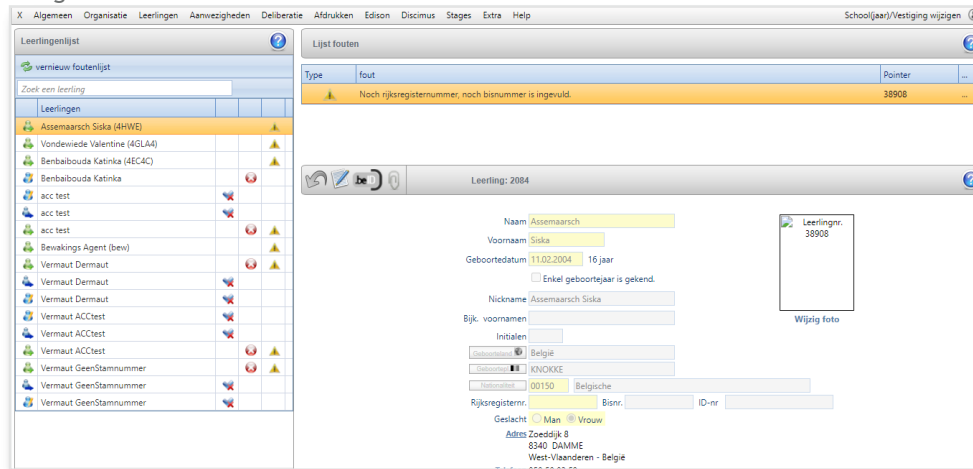 X Algemeen Organisatie Leerlingen Aanwezigheden Deliberatie Afdrukken Edison Discimus Stages Extra Help School(jaar)/Vestiging wijzigen
Leerlingenlijst
vernieuw foutenlijst
Zoek een leerling
Leerlingen
Assemaarsch Siska (4HWE)
Vondewiede Valentine (4GLA4)
Benbaibouda Katinka (4EC4C)
Benbaibouda Katinka
acc test
acc test
acc test
Bewakings Agent (bew)
Vermaut Dermaut
Vermaut Dermaut
Vermaut Dermaut
Vermaut ACCtest
Vermaut ACCtest
Vermaut ACCtest
Vermaut GeenStamnummer
Vermaut GeenStamnummer
Vermaut GeenStamnummer
Lijst fouten
Type fout Pointer ...
Noch rijksregisternummer, noch bisnummer is ingevuld. 38908 ...
be
Leerling: 2084
Naam Assemaarsch
Voornaam Siska
Geboortedatum 11.02.2004 16 jaar
Enkel geboortejaar is gekend.
Nickname Assemaarsch Siska
Bijk. voornamen
Initialen
Geboorteland België
KNOKKE
Nationaliteit 00150 Belgische
Rijksregisternr. Bisnr. ID-nr
Geslacht Man Vrouw
Adres Zoeddijk 8
8340 DAMME
West-Vlaanderen - België
Leerlingnr.
38908
Wijzig foto